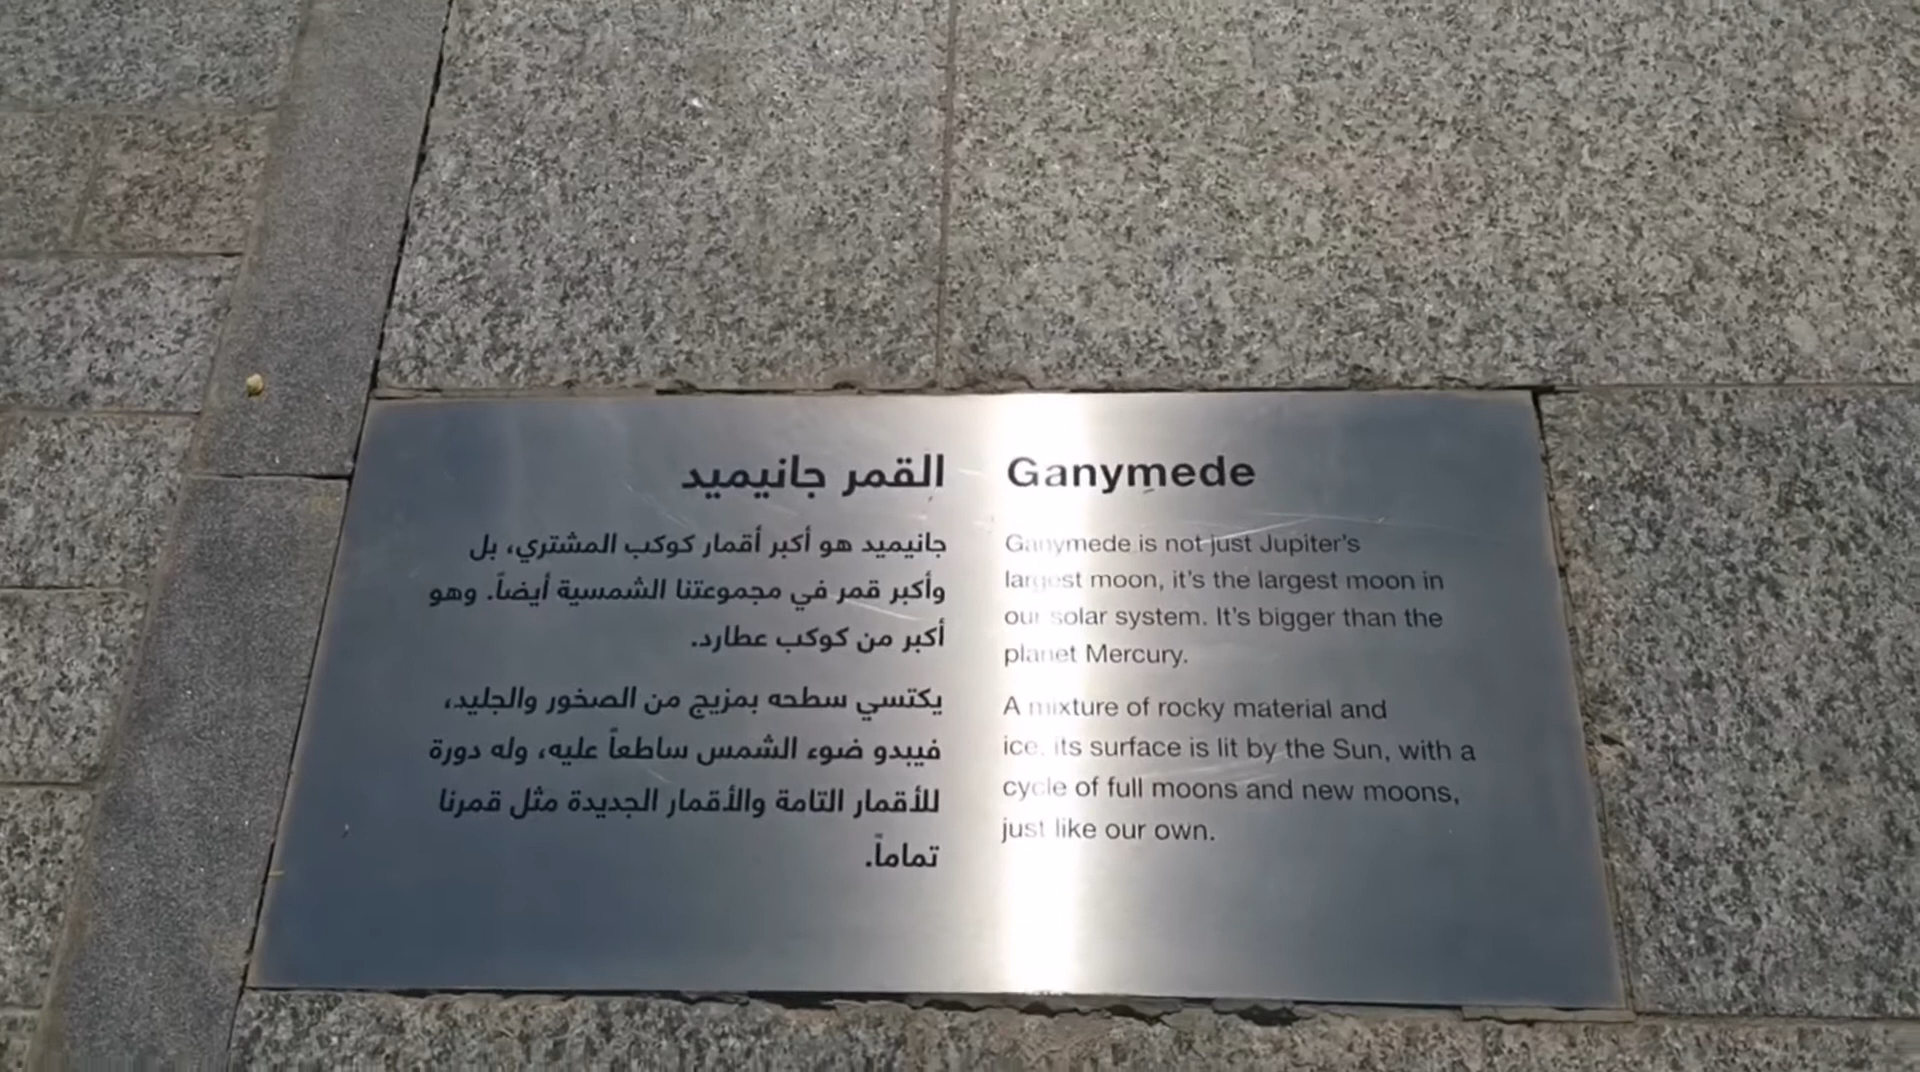 القمر جانيميد
جانيميد هو أكبر أقمار كوكب المشتري، بل
وأكبر قمر في مجموعتنا الشمسية أيضاً. وهو
أكبر من كوكب عطارد.
يكتسي سطحه بمزيج من الصخور والجليد،
فيبدو ضوء الشمس ساطعاً عليه، وله دورة
للأقمار التامة والأقمار الجديدة مثل قمرنا
تماماً.
Ganymede
Ganymede is not just Jupiter's
largest moon, it's the largest moon in
our solar system. It's bigger than the
planet Mercury.
A mixture of rocky material and
ice, its surface is lit by the Sun, with a
cycle of full moons and new moons,
just like our own.